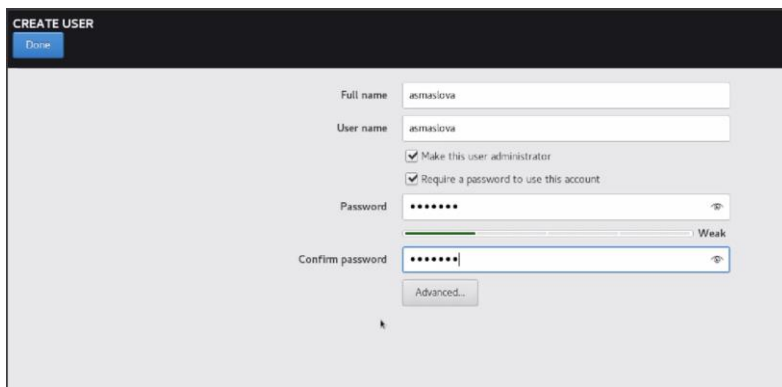 CREATE USER
Done
Full name asmaslova
User name asmaslova
Make this user administrator
Require a password to use this account
Password •••••••
Weak
Confirm password •••••••
Advanced...